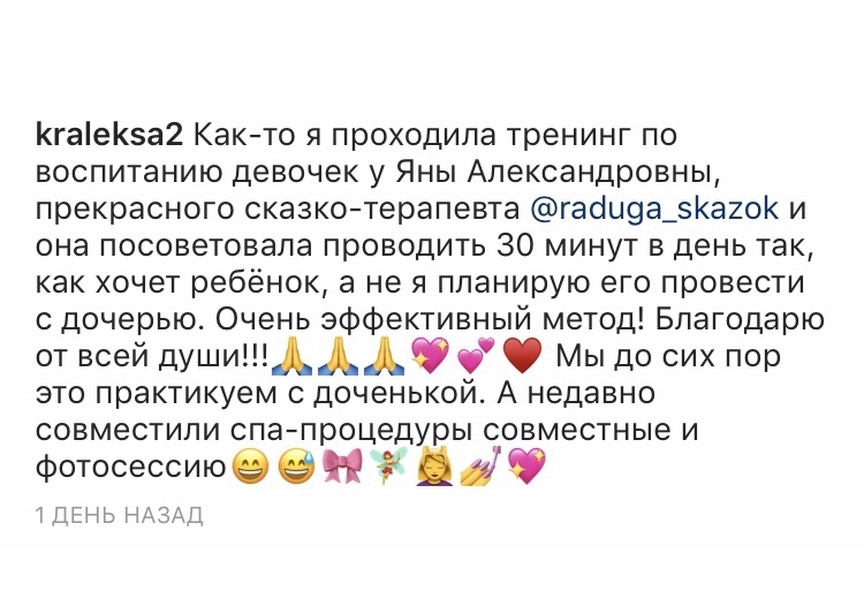 kraleksa2 Как-то я проходила тренинг по
воспитанию девочек у Яны Александровны,
прекрасного сказко-терапевта @raduga_skazok и
она посоветовала проводить 30 минут в день так,
как хочет ребёнок, а не я планирую его провести
с дочерью. Очень эффективный метод! Благодарю
от всей души!!!🙏🙏🙏💖💕❤️ Мы до сих пор
это практикуем с доченькой. А недавно
совместили спа-процедуры совместные и
фотосессию😄😅🎀🧚💆💅💖
1 ДЕНЬ НАЗАД